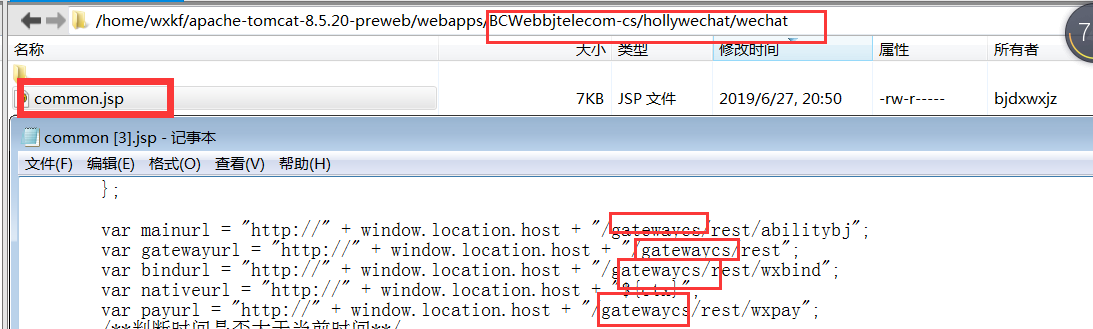 /home/wxkf/apache-tomcat-8.5.20-preweb/webapps/BCWebbjtelecom-cs/hollywechat/wechat
名称 大小 类型 修改时间 属性 所有者
7
common.jsp 7KB JSP 文件 2019/6/27, 20:50 -rw-r----- bjdxwxjz
common [3].jsp - 记事本
文件(F) 编辑(E) 格式(O) 查看(V) 帮助(H)
};
var mainurl = "http://" + window.location.host + "/gatewaycs/rest/abilitybj";
var gatewayurl = "http://" + window.location.host + "/gatewaycs/rest";
var bindurl = "http://" + window.location.host + "/gatewaycs/rest/wxbind";
var nativeurl = "http://" + window.location.host + "${ctx}";
var payurl = "http://" + window.location.host + "/gatewaycs/rest/wxpay";
/**判断时间是否大于当前时间**/